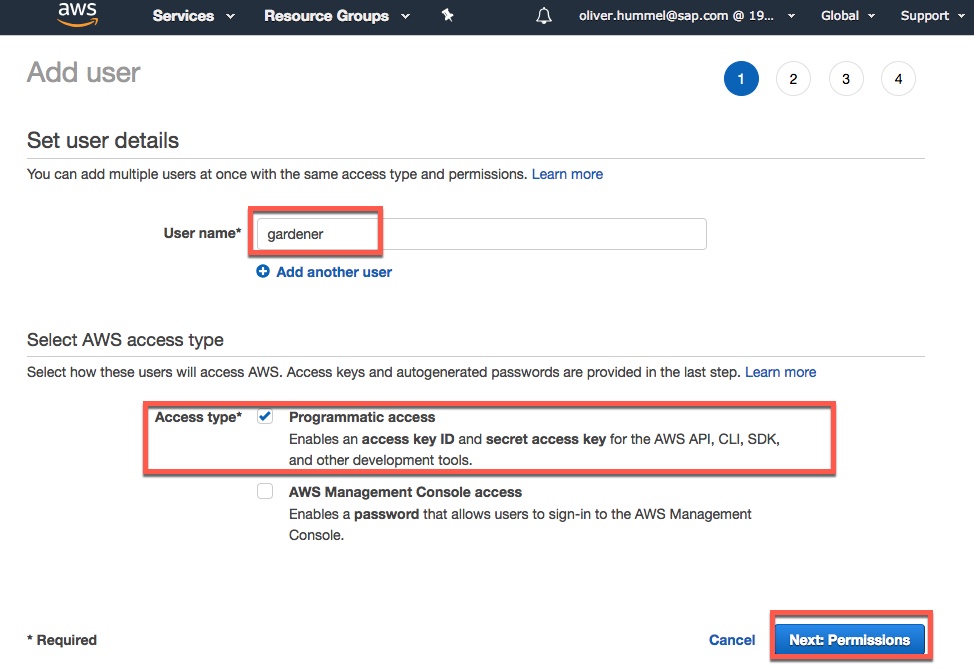 aws Services Resource Groups oliver.hummel@sap.com @ 19... Global Support
Add user
1 2 3 4
Set user details
You can add multiple users at once with the same access type and permissions. Learn more
User name* gardener
Add another user
Select AWS access type
Select how these users will access AWS. Access keys and autogenerated passwords are provided in the last step. Learn more
Access type* Programmatic access
Enables an access key ID and secret access key for the AWS API, CLI, SDK,
and other development tools.
AWS Management Console access
Enables a password that allows users to sign-in to the AWS Management
Console.
* Required Cancel Next: Permissions